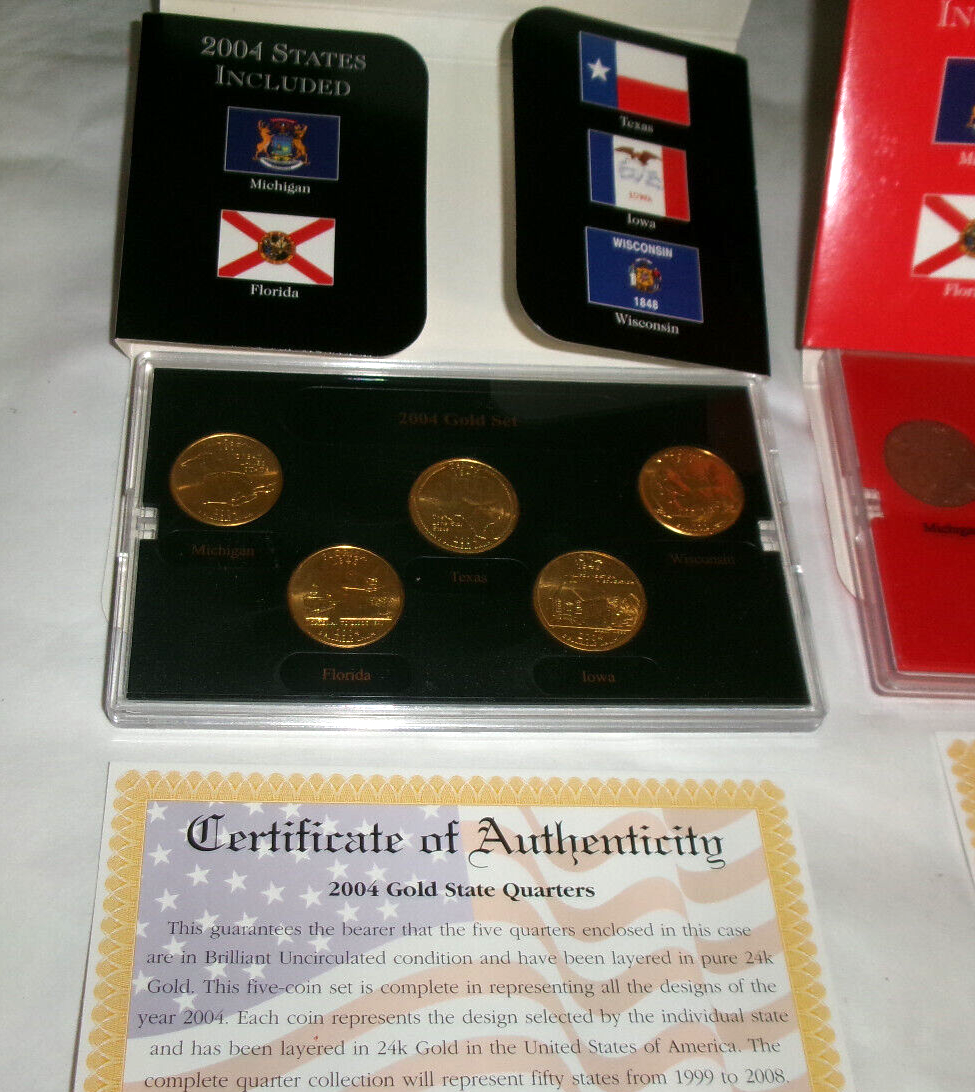 2004 STATES
INCLUDED
Michigan
Florida
Texas
IOWA
Iowa
WISCONSIN
1848
Wisconsin
2004 Gold Set
Michigan
Texas
Wisconsin
Florida
Iowa
Certificate of Authenticity
2004 Gold State Quarters
This guarantees the bearer that the five quarters enclosed in this case
are in Brilliant Uncirculated condition and have been layered in pure 24k
Gold. This five-coin set is complete in representing all the designs of the
year 2004. Each coin represents the design selected by the individual state
and has been layered in 24k Gold in the United States of America. The
complete quarter collection will represent fifty states from 1999 to 2008.
IN
M
Flor
Michiga